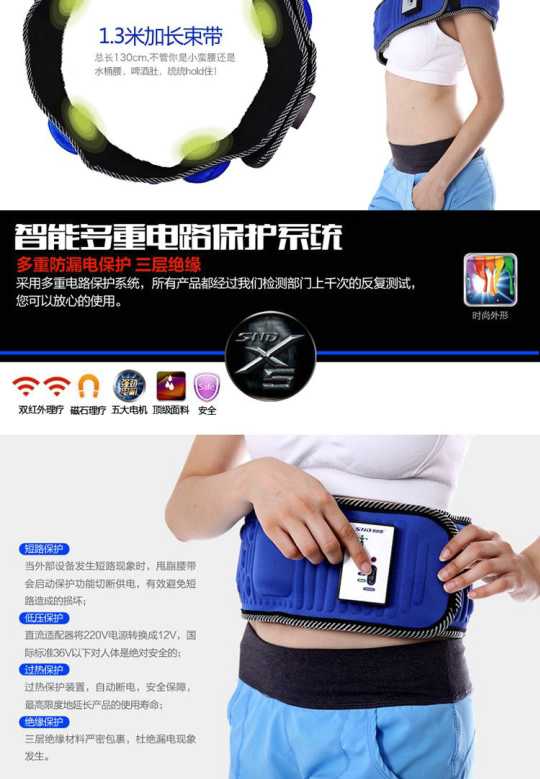 1.3米加长束带
总长130cm,不管你是小蛮腰还是
水桶腰、啤酒肚，统统hold住!
智能多重电路保护系统
多重防漏电保护 三层绝缘
采用多重电路保护系统，所有产品都经过我们检测部门上千次的反复测试，
您可以放心的使用。
时尚外形
SND
X5
Safe
双红外理疗 磁石理疗 五大电机 顶级面料 安全
SND
短路保护
当外部设备发生短路现象时，甩脂腰带
会启动保护功能切断供电，有效避免短
路造成的损坏；
低压保护
直流适配器将220V电源转换成12V，国
际标准36V以下对人体是绝对安全的；
过热保护
过热保护装置，自动断电，安全保障，
最高限度地延长产品的使用寿命；
绝缘保护
三层绝缘材料严密包裹，杜绝漏电现象
发生。